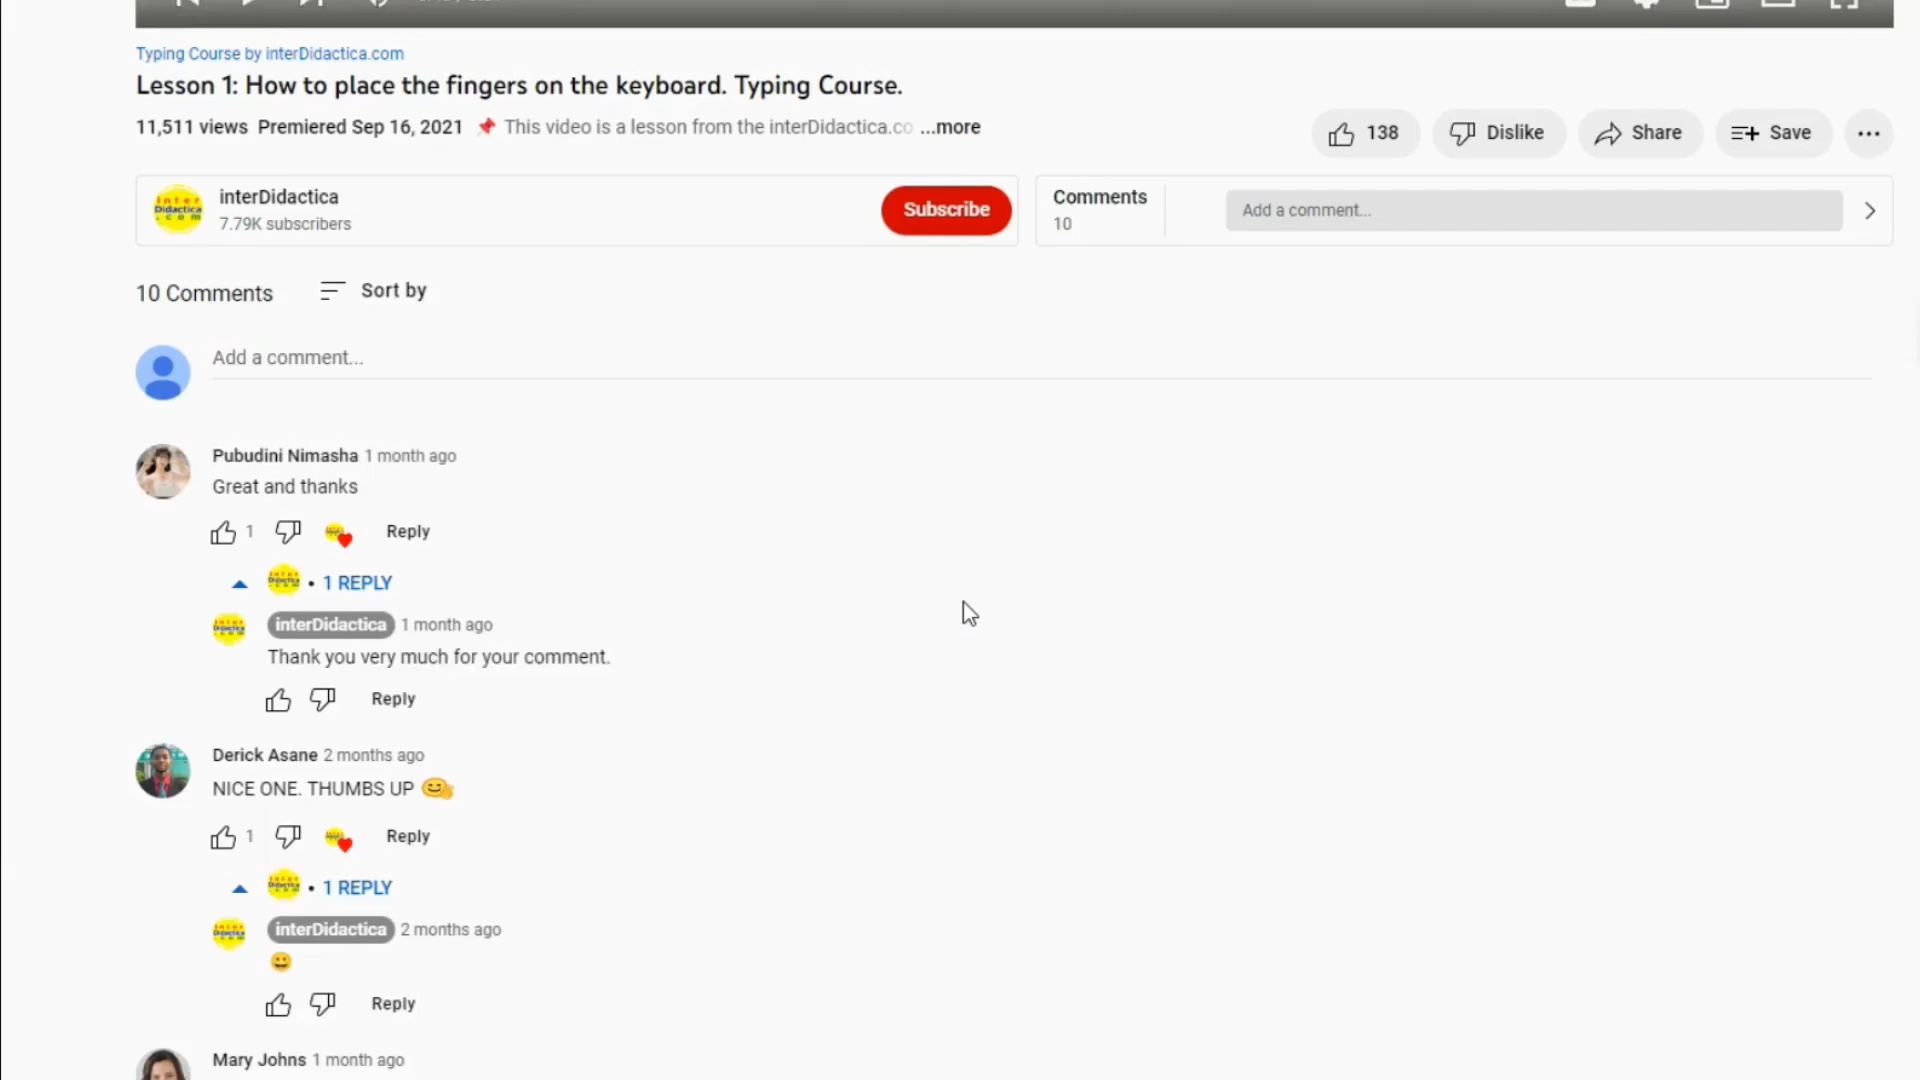 Typing Course by interDidactica.com
Lesson 1: How to place the fingers on the keyboard. Typing Course.
11,511 views Premiered Sep 16, 2021 📌 This video is a lesson from the interDidactica.co ...more
138 Dislike Share Save
Inter Didactica .com
interDidactica
7.79K subscribers
Subscribe
Comments
10
Add a comment...
10 Comments
Sort by
Add a comment...
Pubudini Nimasha 1 month ago
Great and thanks
1 Reply
• 1 REPLY
interDidactica 1 month ago
Thank you very much for your comment.
Reply
Derick Asane 2 months ago
NICE ONE. THUMBS UP 🤗
1 Reply
• 1 REPLY
interDidactica 2 months ago
😀
Reply
Mary Johns 1 month ago